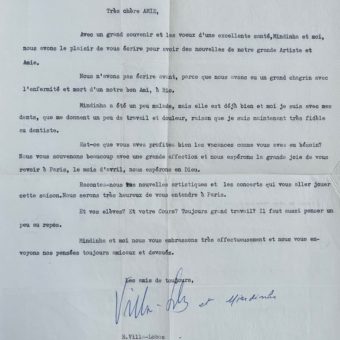 Très chère AMIE,
Avec un grand souvenir et les voeux d'une excellente santé, Mindinha et moi,
nous avons le plaisir de vous écrire pour avoir des nouvelles de notre grande Artiste et
Amie.
Nous n'avons pas écrire avant, parce que nous avons eu un grand chagrin avec
l'enfermité et mort d'un notre bon Ami, à Rio.
Mindinha a été un peu malade, mais elle est déjà bien et moi je suis avec mes
dents, que me donnent un peu de travail et douleur, raison que je suis maintenant très fidèle
au dentiste.
Est-ce que vous avez profitez bien les vacances comme vous avez en bésoin?
Nous vous souvenons beaucoup avec une grande affection et nous espérons la grande joie de vous
revoir à Paris, le mois d'avril, nous espérons en Dieu.
Racontez-nous nouvelles artistiques et les concerts qui vous aller jouer
cette saison. Nous serons très heureux de vous entendre à Paris.
Et vos elèves? Et votre Cours? Toujours grand travail? Il faut aussi penser un
peu au repós.
Mindinha et moi nous vous embrassons très affectueusement et nous vous en-
voyons nos pensées toujours amicaux et devoués.
Les amis de toujours,
Villa-Lobos et Mindinha
H.Villa-Lobos